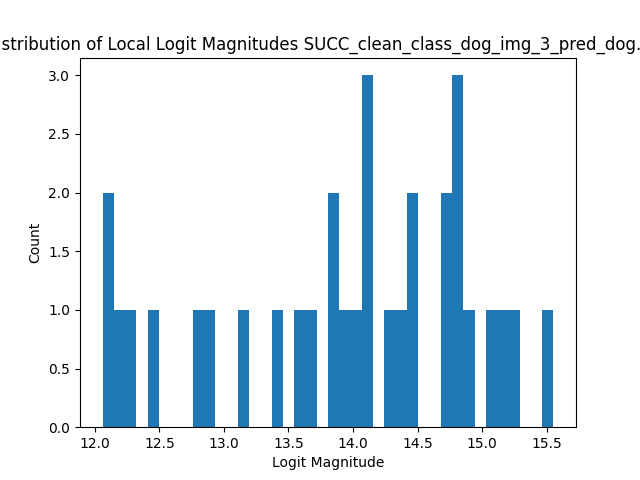 stribution of Local Logit Magnitudes SUCC_clean_class_dog_img_3_pred_dog.
3.0
2.5
2.0
1.5
1.0
0.5
0.0
Count
12.0 12.5 13.0 13.5 14.0 14.5 15.0 15.5
Logit Magnitude